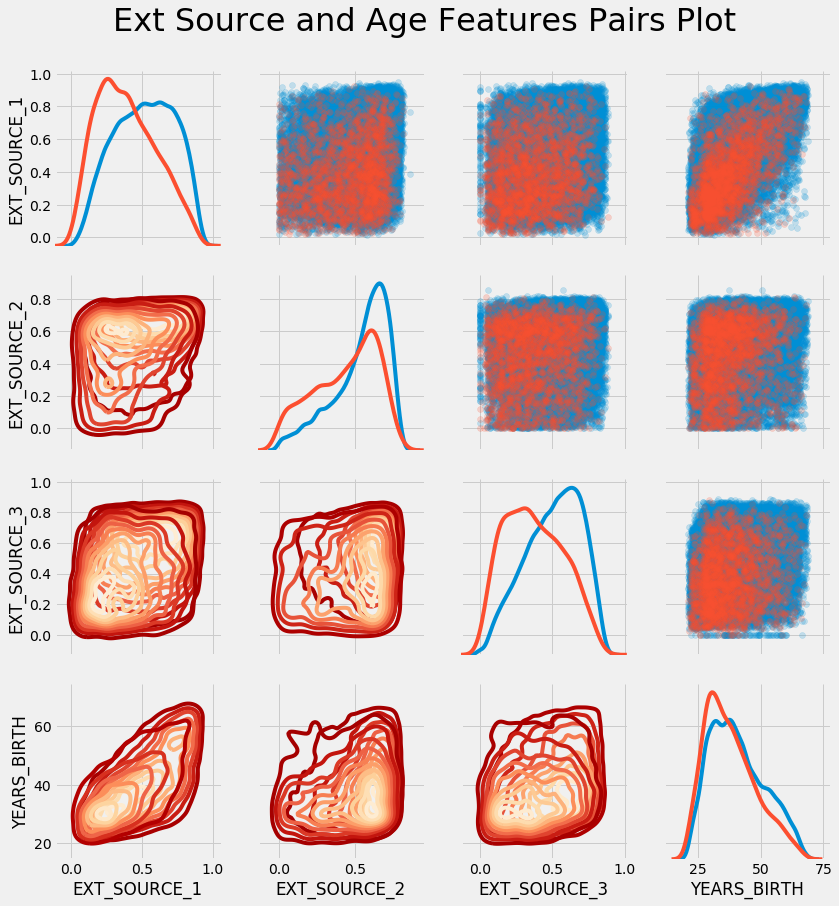 Ext Source and Age Features Pairs Plot
1.0
0.8
0.6
0.4
0.2
0.0
EXT_SOURCE_1
0.8
0.6
0.4
0.2
0.0
EXT_SOURCE_2
1.0
0.8
0.6
0.4
0.2
0.0
EXT_SOURCE_3
60
40
20
YEARS_BIRTH
0.0 0.5 1.0 0.0 0.5 0.0 0.5 1.0 25 50 75
EXT_SOURCE_1 EXT_SOURCE_2 EXT_SOURCE_3 YEARS_BIRTH